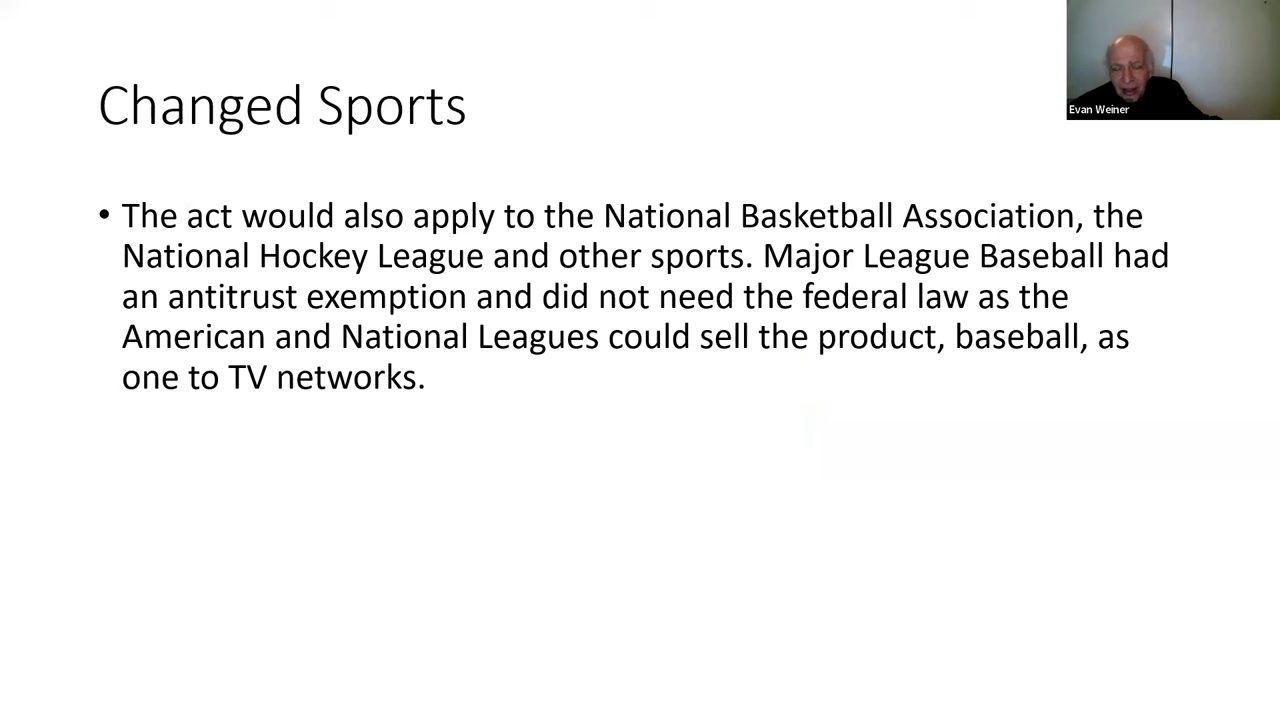 Changed Sports
• The act would also apply to the National Basketball Association, the
National Hockey League and other sports. Major League Baseball had
an antitrust exemption and did not need the federal law as the
American and National Leagues could sell the product, baseball, as
one to TV networks.
Evan Weiner